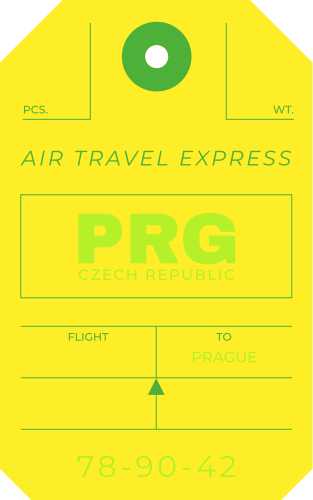 PCS. WT.
AIR TRAVEL EXPRESS
PRG
CZECH REPUBLIC
FLIGHT TO
PRAGUE
78-90-42